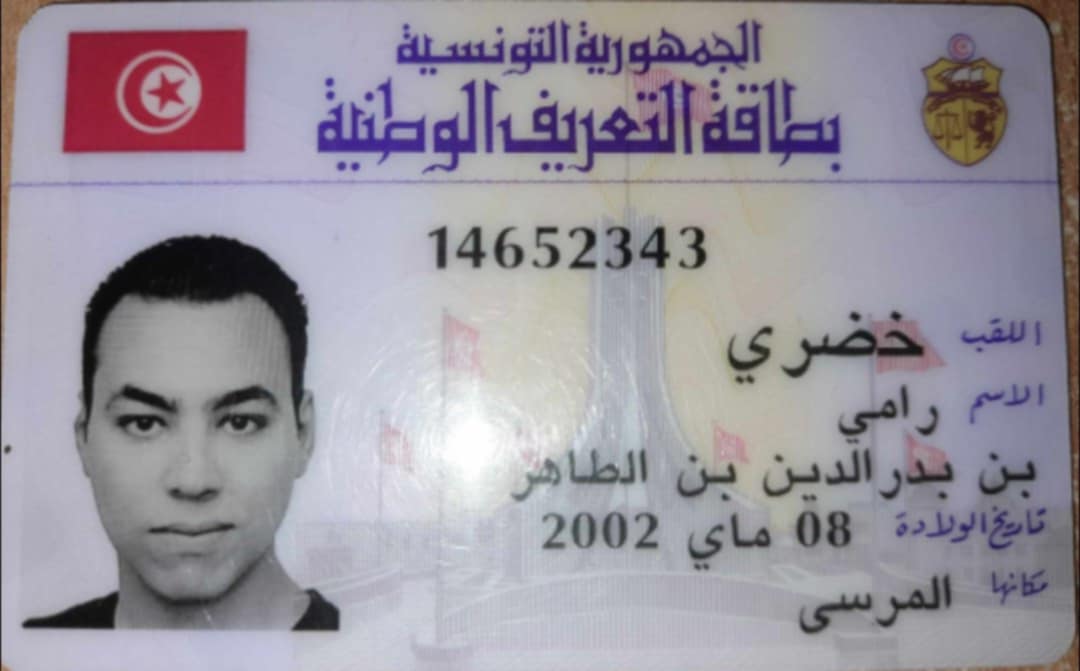 الجمهورية التونسية
بطاقة التعريف الوطنية
14652343
اللقب خضري
الاسم رامي
بن بدرالدين بن الطاهر
تاريخ الولادة 08 ماي 2002
مكانها المرسى